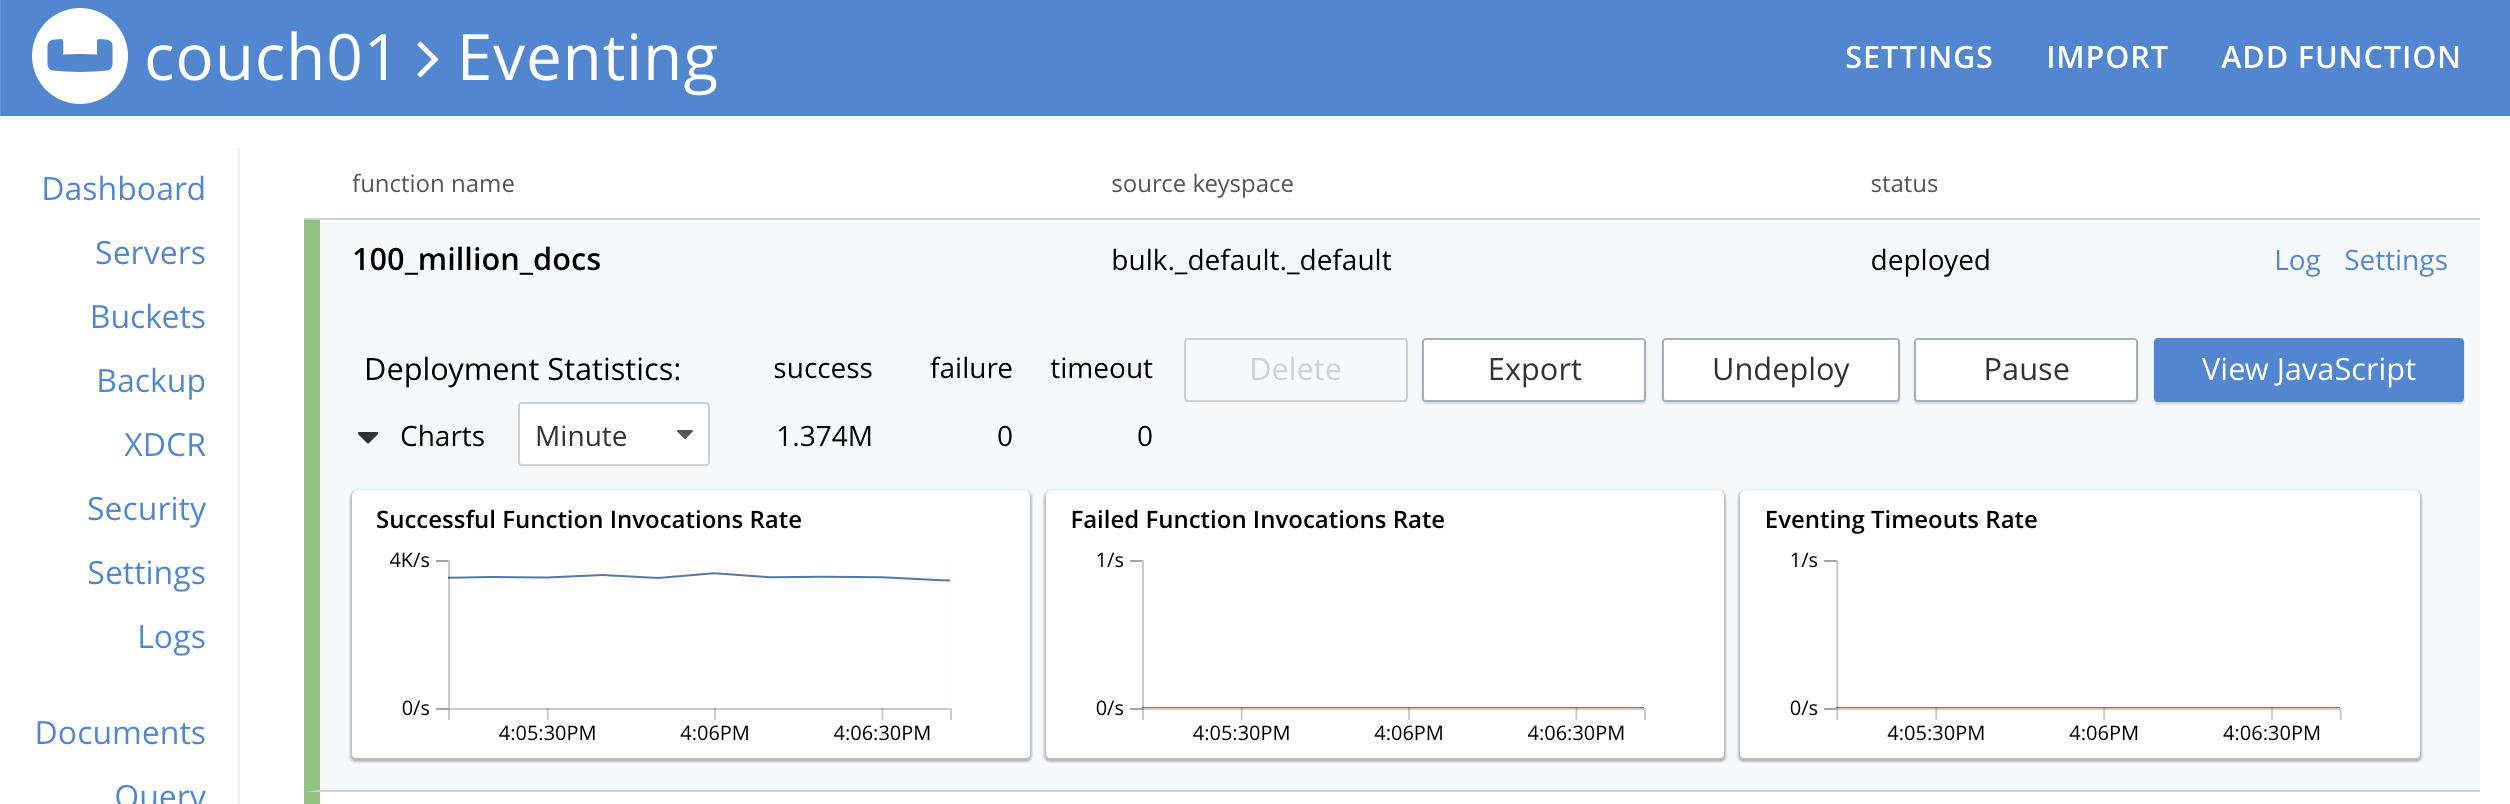 couch01 > Eventing
SETTINGS IMPORT ADD FUNCTION
Dashboard
Servers
Buckets
Backup
XDCR
Security
Settings
Logs
Documents
Query
function name source keyspace status
100_million_docs bulk._default._default deployed Log Settings
Deployment Statistics: success failure timeout Delete Export Undeploy Pause View JavaScript
Charts Minute 1.374M 0 0
Successful Function Invocations Rate
4K/s
0/s
4:05:30PM 4:06PM 4:06:30PM
Failed Function Invocations Rate
1/s
0/s
4:05:30PM 4:06PM 4:06:30PM
Eventing Timeouts Rate
1/s
0/s
4:05:30PM 4:06PM 4:06:30PM